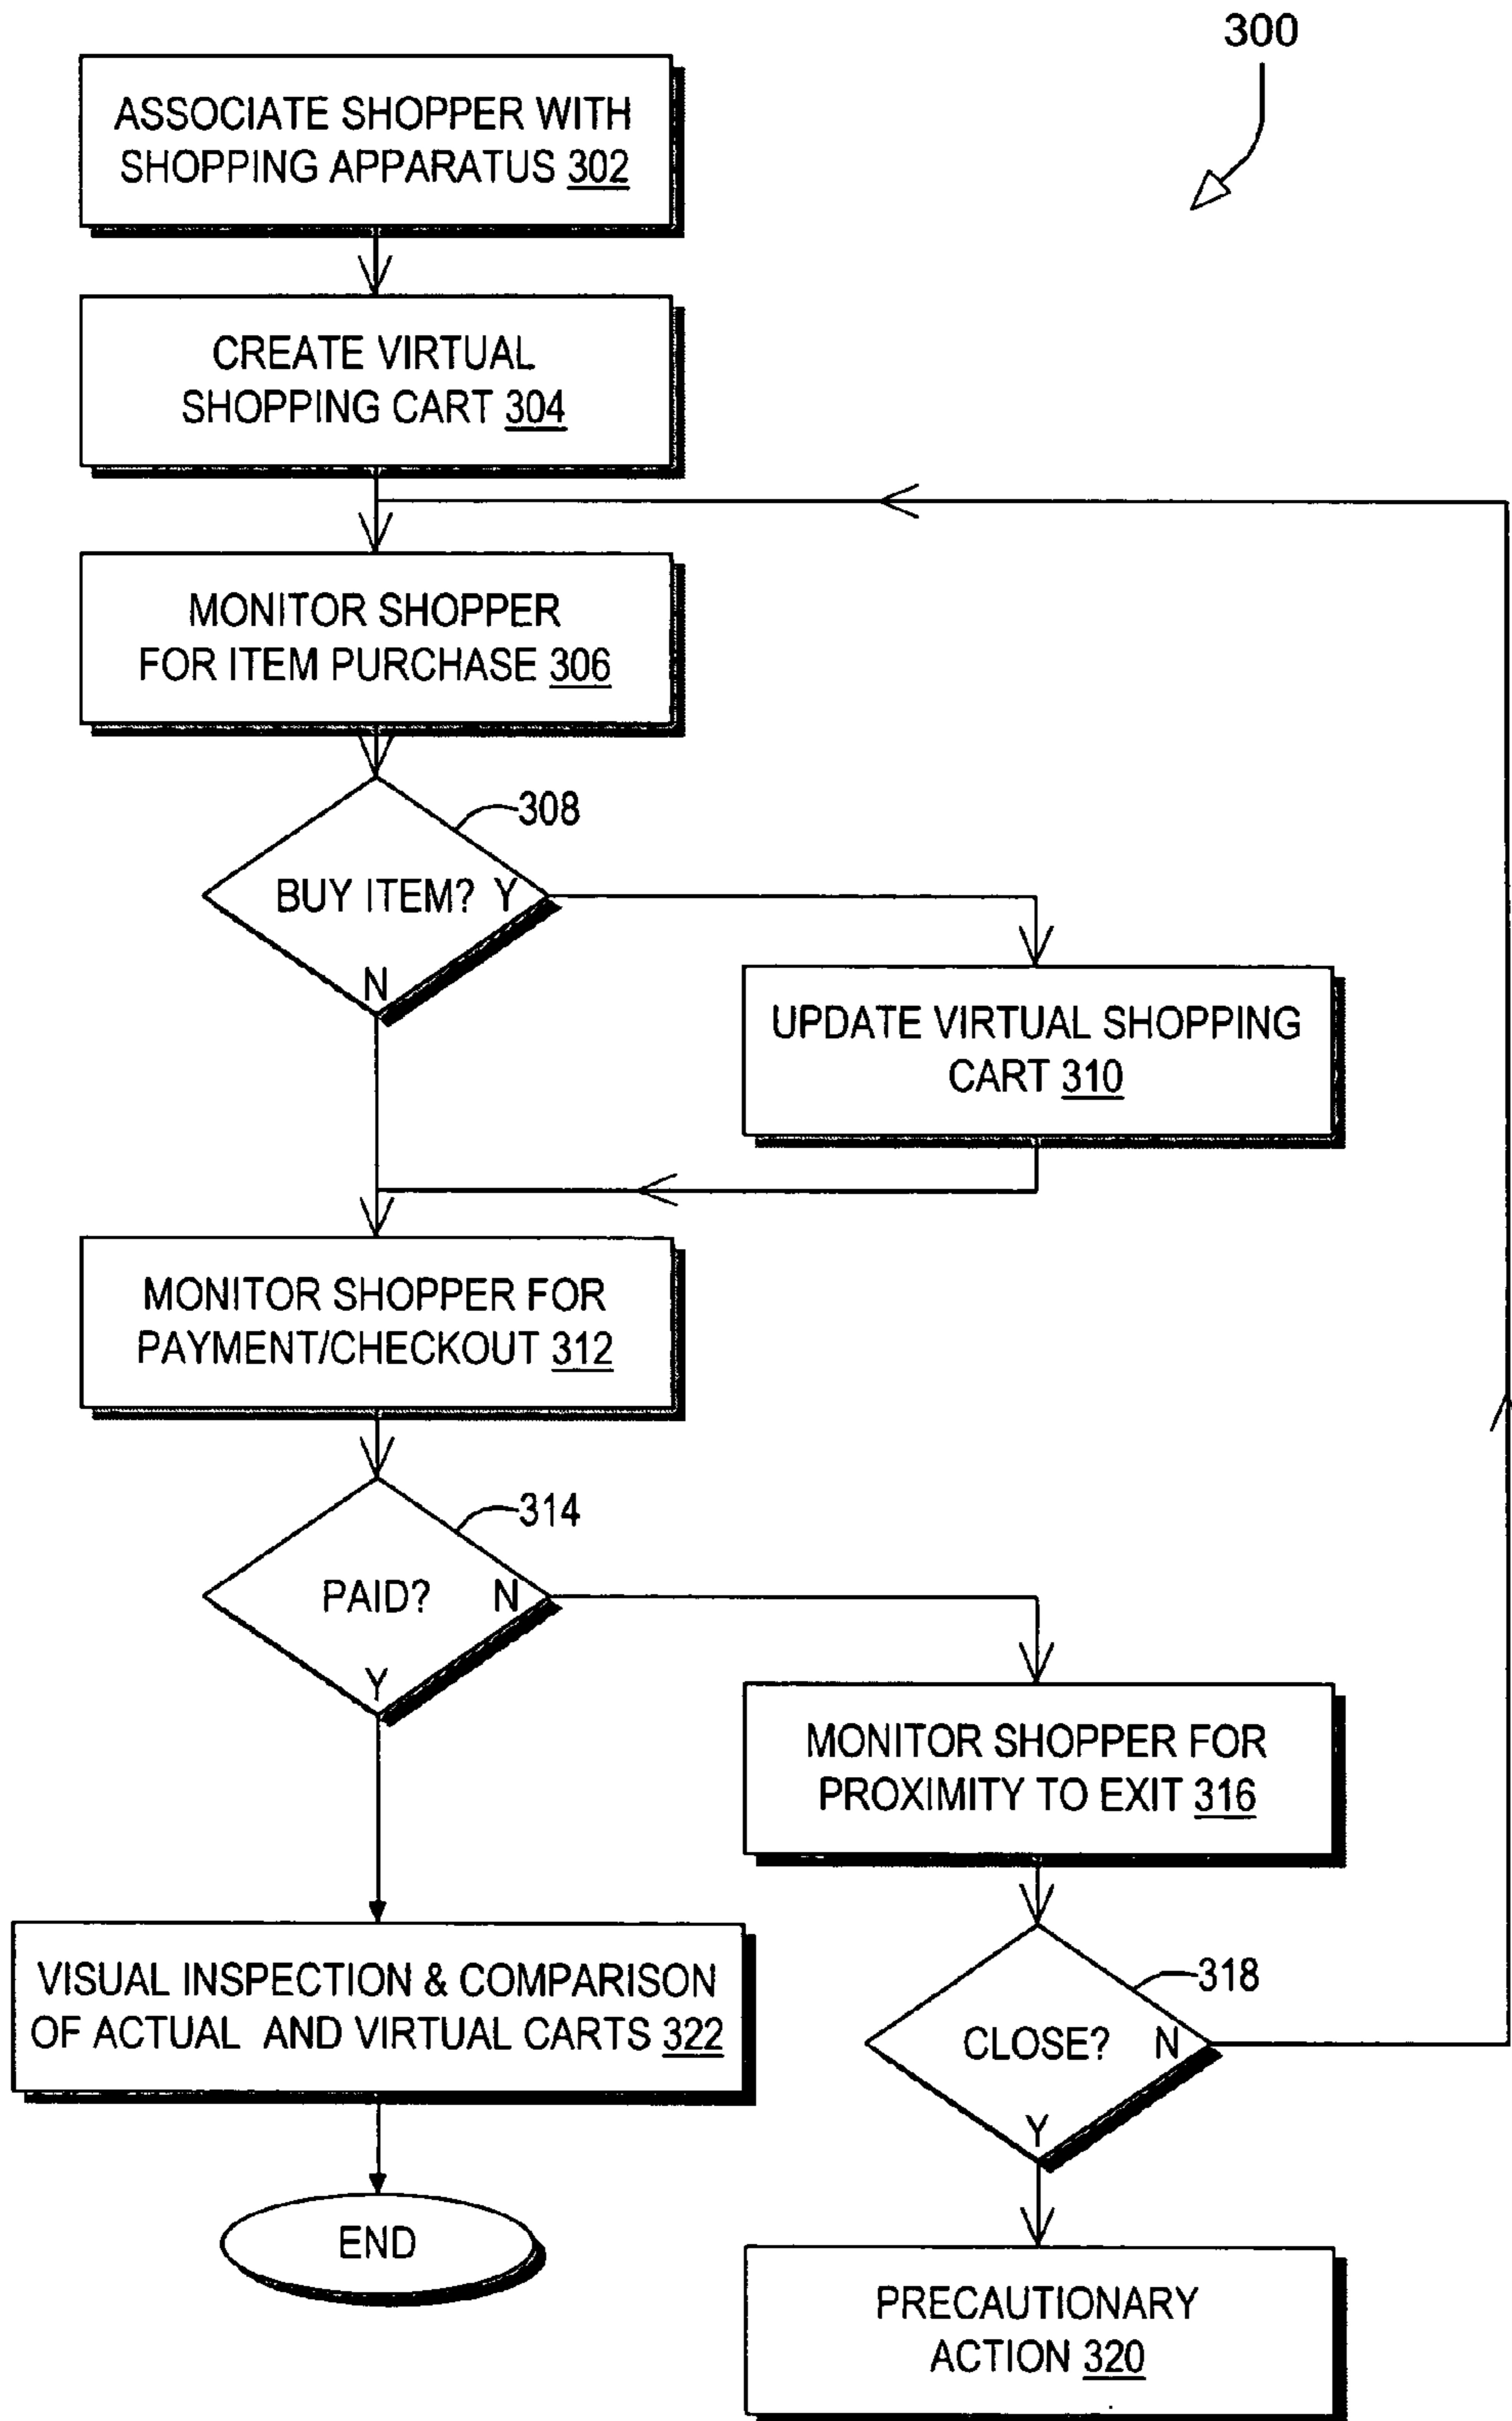 300
ASSOCIATE SHOPPER WITH
SHOPPING APPARATUS 302
CREATE VIRTUAL
SHOPPING CART 304
MONITOR SHOPPER
FOR ITEM PURCHASE 306
308
BUY ITEM? Y
N
UPDATE VIRTUAL SHOPPING
CART 310
MONITOR SHOPPER FOR
PAYMENT/CHECKOUT 312
314
PAID? N
Y
MONITOR SHOPPER FOR
PROXIMITY TO EXIT 316
VISUAL INSPECTION & COMPARISON
OF ACTUAL AND VIRTUAL CARTS 322
318
CLOSE? N
Y
END
PRECAUTIONARY
ACTION 320